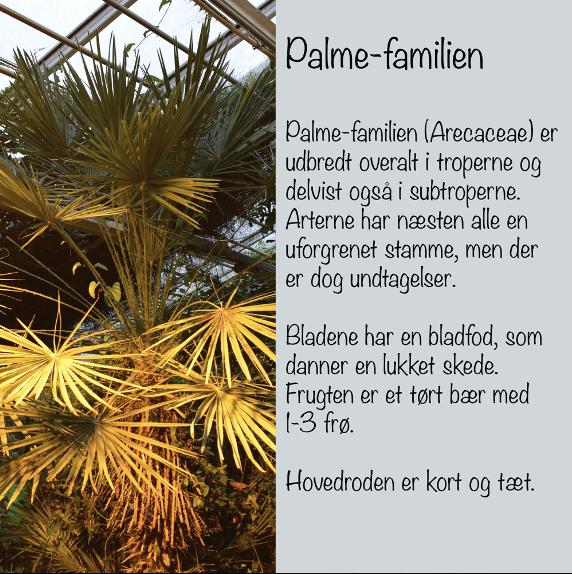 Palme-familien
Palme-familien (Arecaceae) er
udbredt overalt i troperne og
delvist også i subtroperne.
Arterne har næsten alle en
uforgrenet stamme, men der
er dog undtagelser.
Bladene har en bladfod, som
danner en lukket skede.
Frugten er et tørt bær med
1-3 frø.
Hovedroden er kort og tæt.